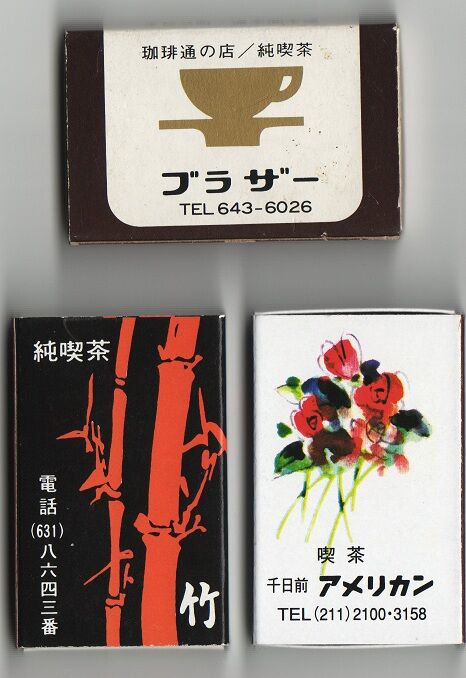 珈琲通の店/純喫茶
ブラザー
TEL 643-6026
純喫茶
電話(631)八六四三番
竹
喫茶
千日前 アメリカン
TEL(211)2100・3158